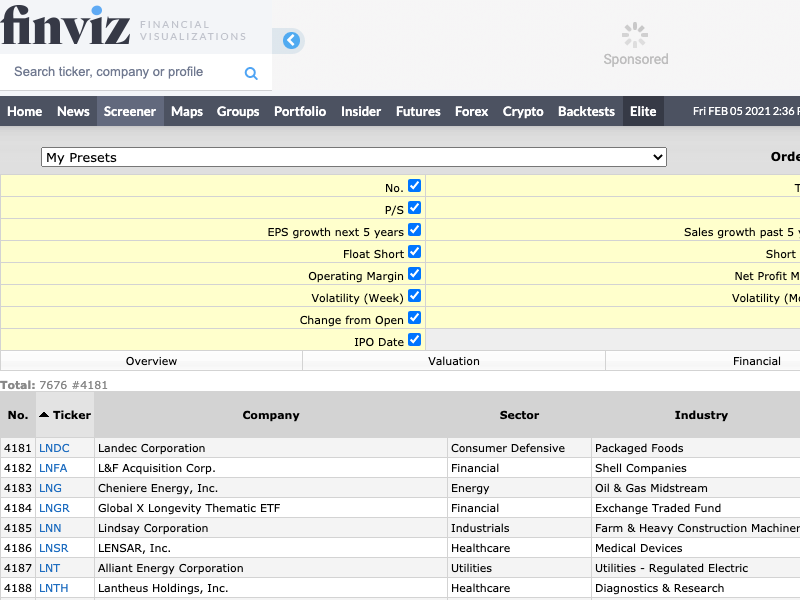 finviz FINANCIAL
VISUALIZATIONS
Search ticker, company or profile
Sponsored
Home News Screener Maps Groups Portfolio Insider Futures Forex Crypto Backtests Elite Fri FEB 05 2021 2:36
My Presets
No.
P/S
EPS growth next 5 years Sales growth past 5
Float Short Short
Operating Margin Net Profit
Volatility (Week) Volatility
Change from Open
IPO Date
Overview Valuation Financial
Total: 7676 #4181
No. Ticker Company Sector Industry
4181 LNDC Landec Corporation Consumer Defensive Packaged Foods
4182 LNFA L&F Acquisition Corp. Financial Shell Companies
4183 LNG Cheniere Energy, Inc. Energy Oil & Gas Midstream
4184 LNGR Global X Longevity Thematic ETF Financial Exchange Traded Fund
4185 LNN Lindsay Corporation Industrials Farm & Heavy Construction Machiner
4186 LNSR LENSAR, Inc. Healthcare Medical Devices
4187 LNT Alliant Energy Corporation Utilities Utilities - Regulated Electric
4188 LNTH Lantheus Holdings, Inc. Healthcare Diagnostics & Research